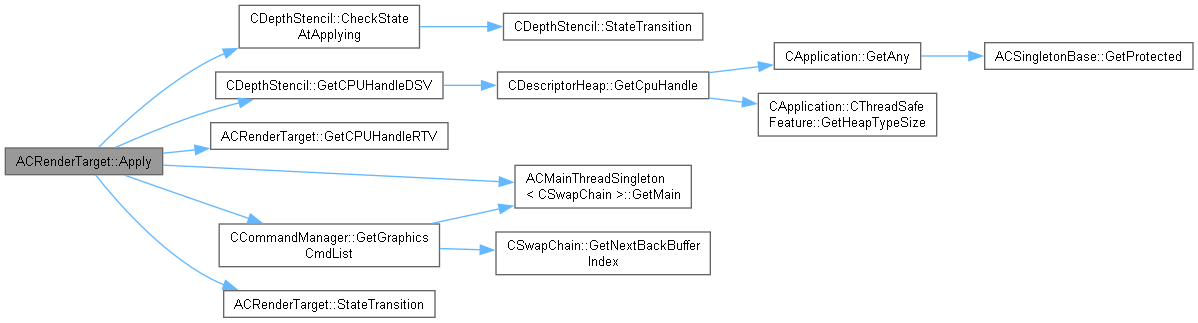 CDepthStencil::CheckState
AtApplying
CDepthStencil::StateTransition
CApplication::GetAny
ACSingletonBase::GetProtected
CDepthStencil::GetCPUHandleDSV
CDescriptorHeap::GetCpuHandle
CApplication::CThreadSafe
Feature::GetHeapTypeSize
ACRenderTarget::GetCPUHandleRTV
ACRenderTarget::Apply
ACMainThreadSingleton
< CSwapChain >::GetMain
CCommandManager::GetGraphics
CmdList
CSwapChain::GetNextBackBuffer
Index
ACRenderTarget::StateTransition